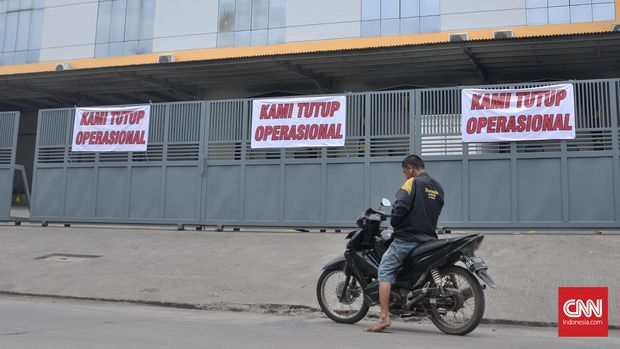 KAMI TUTUP
OPERASIONAL
KAMI TUTUP
OPERASIONAL
KAMI TUTUP
OPERASIONAL
CNN
Indonesia.com